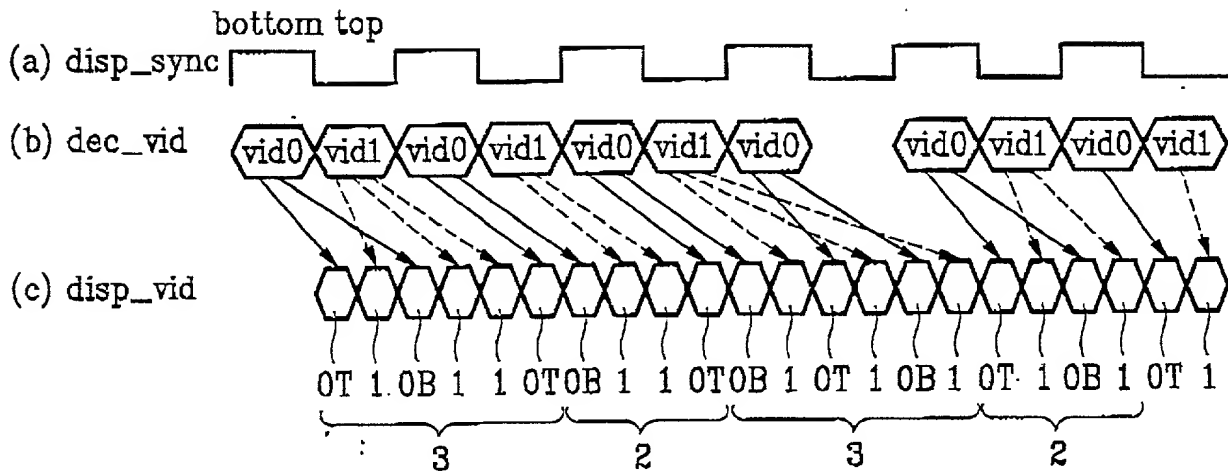 bottom top
(a) disp_sync
(b) dec_vid vid0 vid1 vid0 vid1 vid0 vid1 vid0 vid0 vid1 vid0 vid1
(c) disp_vid
0T 1 0B 1 1 0T 0B 1 1 0T 0B 1 0T 1 0B 1 0T 1 0B 1 0T 1
3 2 3 2